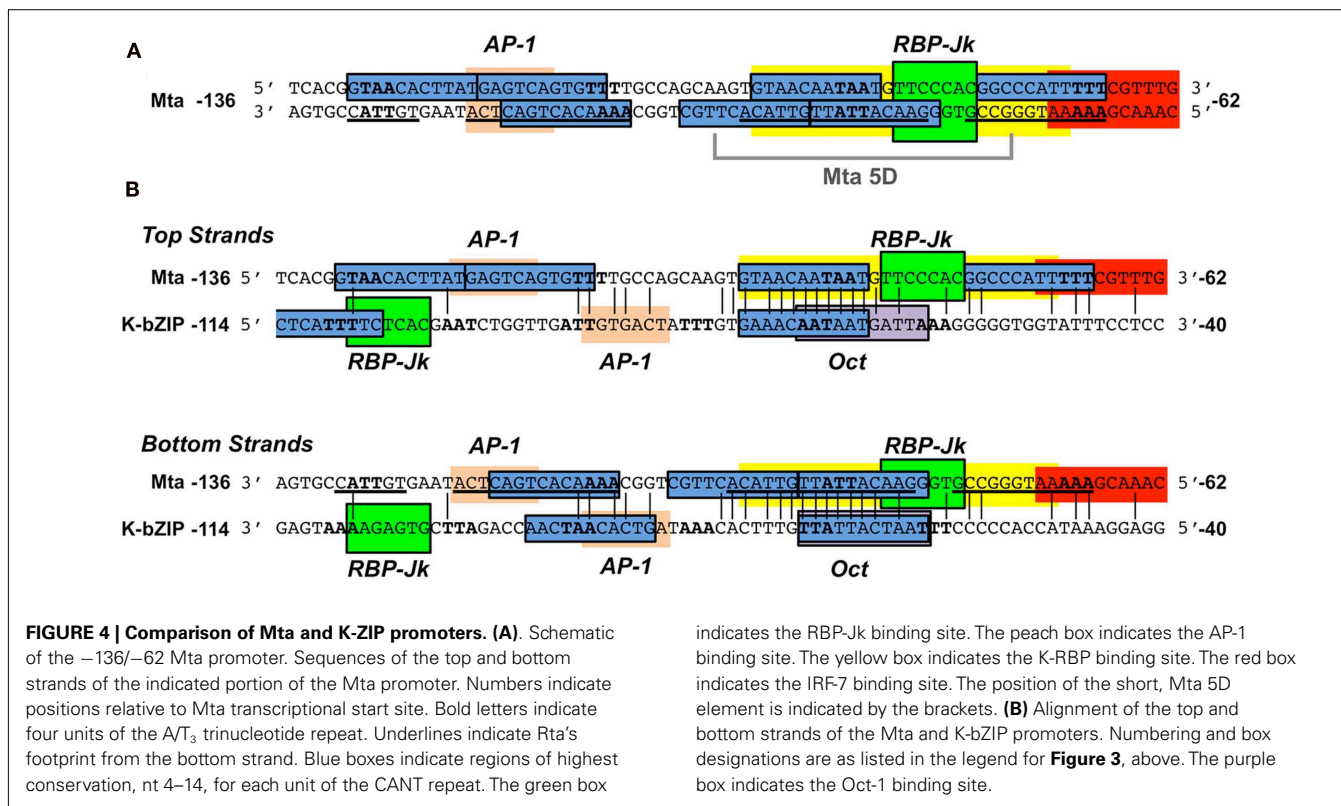 A
AP-1 RBP-Jk
Mta -136 5′ TCACGGTAACACTTATGAGTCAGTGTTTTGCCAGCAAGTGTAACAATAATGTTCCCACGGCCCATTTTTCGTTTG 3′
3′ AGTGCCATTGTGAATACTCAGTCACAAAACGGTCGTTCACATTGTTATTACAAGGGTGCCGGGTAAAAAGCAAAC 5′ -62
Mta 5D
B
Top Strands
AP-1 RBP-Jk
Mta -136 5′ TCACGGTAACACTTATGAGTCAGTGTTTTGCCAGCAAGTGTAACAATAATGTTCCCACGGCCCATTTTTCGTTTG 3′ -62
K-bZIP -114 5′ CTCATTTTCTCACGAATCTGGTTGATTGTGACTATTTGTGAAACAATAATGATTAAAGGGGGTGGTATTTCCTCC 3′ -40
RBP-Jk AP-1 Oct
Bottom Strands
AP-1 RBP-Jk
Mta -136 3′ AGTGCCATTGTGAATACTCAGTCACAAAACGGTCGTTCACATTGTTATTACAAGGGTGCCGGGTAAAAAGCAAAC 5′ -62
K-bZIP -114 3′ GAGTAAAAGAGTGCTTAGACCAACTAACACTGATAAACACTTTGTTATTACTAATTTCCCCCACCATAAAGGAGG 5′ -40
RBP-Jk AP-1 Oct
FIGURE 4 | Comparison of Mta and K-ZIP promoters. (A). Schematic
of the −136/−62 Mta promoter. Sequences of the top and bottom
strands of the indicated portion of the Mta promoter. Numbers indicate
positions relative to Mta transcriptional start site. Bold letters indicate
four units of the A/T₃ trinucleotide repeat. Underlines indicate Rta's
footprint from the bottom strand. Blue boxes indicate regions of highest
conservation, nt 4–14, for each unit of the CANT repeat. The green box
indicates the RBP-Jk binding site. The peach box indicates the AP-1
binding site. The yellow box indicates the K-RBP binding site. The red box
indicates the IRF-7 binding site. The position of the short, Mta 5D
element is indicated by the brackets. (B) Alignment of the top and
bottom strands of the Mta and K-bZIP promoters. Numbering and box
designations are as listed in the legend for Figure 3, above. The purple
box indicates the Oct-1 binding site.